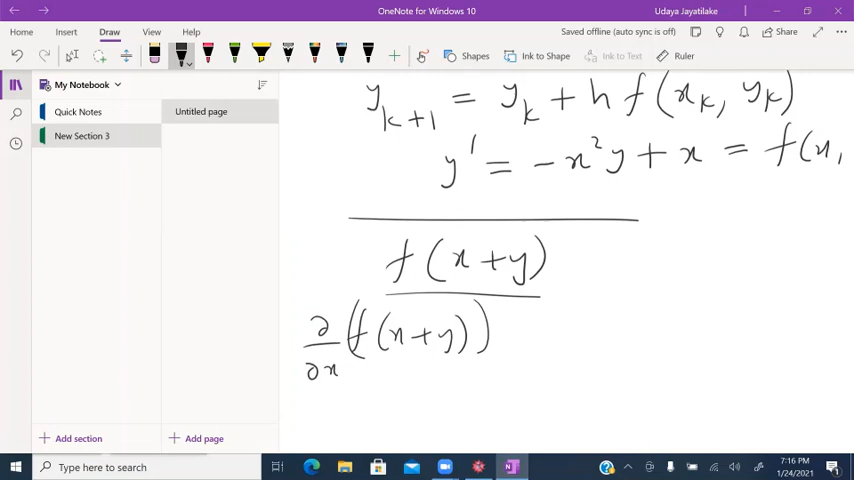 OneNote for Windows 10
Udaya Jayatilake
Home Insert Draw View Help
Saved offline (auto sync is off)
Share
Shapes Ink to Shape Ink to Text Ruler
My Notebook
Quick Notes
New Section 3
Untitled page
y_{k+1} = y_k + h f(x_k, y_k)
y' = -x²y + x = f(x,
f(x+y)
∂/∂x (f(x+y))
+ Add section
+ Add page
Type here to search
7:16 PM
1/24/2021